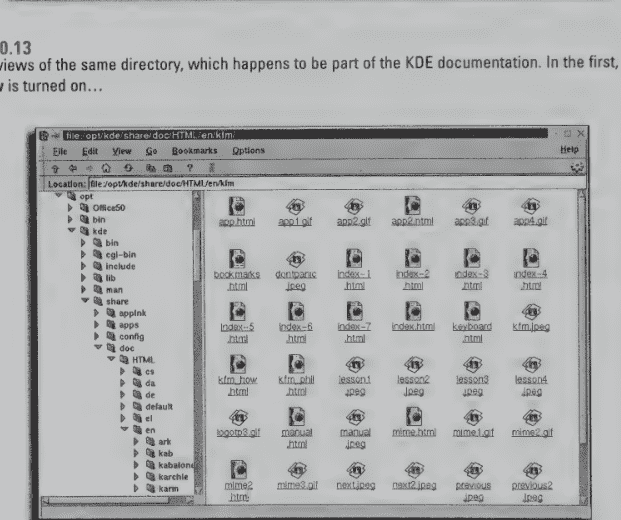 0.13
views of the same directory, which happens to be part of the KDE documentation. In the first,
is turned on...
file:/opt/kde/share/doc/HTML/en/kfm/
File Edit View Go Bookmarks Options Help
Location: file:/opt/kde/share/doc/HTML/en/kfm
opt
Office50
bin
kde
bin
cgi-bin
include
lib
man
share
applnk
apps
config
doc
HTML
cs
da
de
default
el
en
ark
kab
kabalone
karchie
karm
app.html app1.gif app2.gif app2.html app3.gif app4.gif
bookmarks dontpanic index-1 index-2 index-3 index-4
.html .jpeg .html .html .html .html
index-5 index-6 index-7 index.html keyboard kfm.jpeg
.html .html .html .html
kfm_how kfm_phil lesson1 lesson2 lesson3 lesson4
.html .html .jpeg .jpeg .jpeg .jpeg
logotp3.gif manual manual mime.html mime1.gif mime2.gif
.html .jpeg
mime2 mime3.gif next.jpeg next2.jpeg previous previous2
.html .jpeg .jpeg